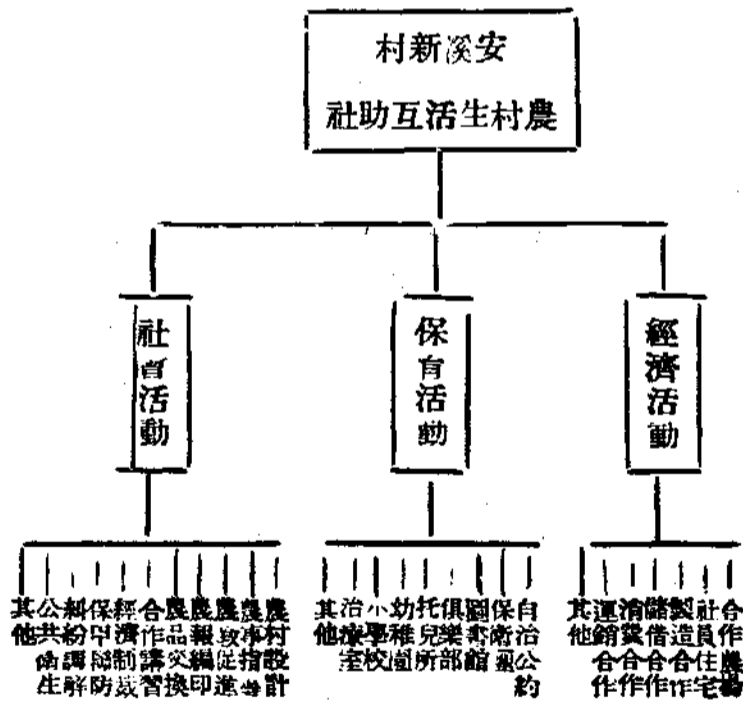 安溪新村
農村生活互助社
經濟活動
保育活動
社育活動
合作農場
社員住宅
製造合作
儲借合作
消費合作
運銷合作
其他
自治公約
保衛團
圖書館
俱樂部
托兒所
幼稚園
小學校
治療室
其他
農村設計
農事指導
促進
農報編印
農品交換
合作講習
經濟制裁
保甲防
糾紛調解
公共衛生
其他